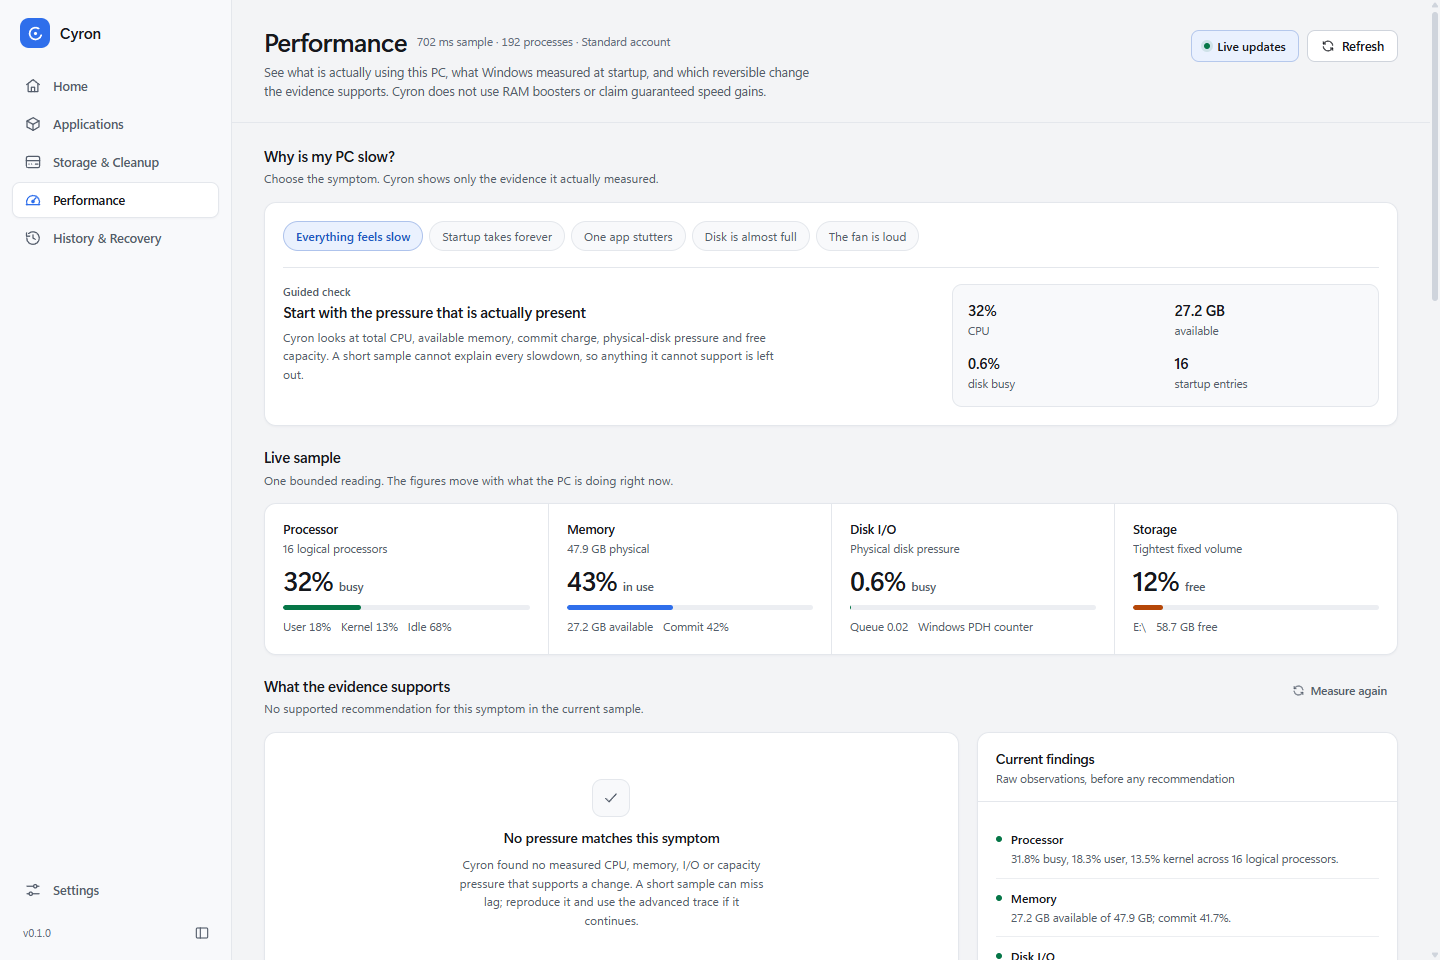 Cyron
Home
Applications
Storage & Cleanup
Performance
History & Recovery
Settings
v0.1.0
Performance
702 ms sample · 192 processes · Standard account
See what is actually using this PC, what Windows measured at startup, and which reversible change
the evidence supports. Cyron does not use RAM boosters or claim guaranteed speed gains.
Live updates
Refresh
Why is my PC slow?
Choose the symptom. Cyron shows only the evidence it actually measured.
Everything feels slow
Startup takes forever
One app stutters
Disk is almost full
The fan is loud
Guided check
Start with the pressure that is actually present
Cyron looks at total CPU, available memory, commit charge, physical-disk pressure and free
capacity. A short sample cannot explain every slowdown, so anything it cannot support is left
out.
32%
CPU
27.2 GB
available
0.6%
disk busy
16
startup entries
Live sample
One bounded reading. The figures move with what the PC is doing right now.
Processor
16 logical processors
32% busy
User 18% Kernel 13% Idle 68%
Memory
47.9 GB physical
43% in use
27.2 GB available Commit 42%
Disk I/O
Physical disk pressure
0.6% busy
Queue 0.02 Windows PDH counter
Storage
Tightest fixed volume
12% free
E:\ 58.7 GB free
What the evidence supports
No supported recommendation for this symptom in the current sample.
Measure again
No pressure matches this symptom
Cyron found no measured CPU, memory, I/O or capacity
pressure that supports a change. A short sample can miss
lag; reproduce it and use the advanced trace if it
continues.
Current findings
Raw observations, before any recommendation
Processor
31.8% busy, 18.3% user, 13.5% kernel across 16 logical processors.
Memory
27.2 GB available of 47.9 GB; commit 41.7%.
Disk I/O